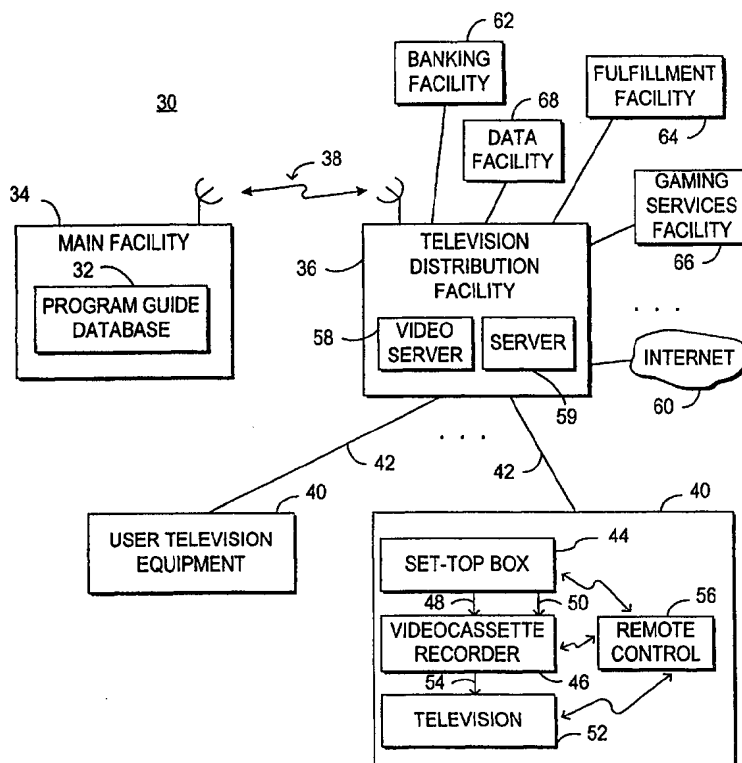 62
BANKING
FACILITY
30
68
FULFILLMENT
FACILITY
64
38
DATA
FACILITY
34
GAMING
SERVICES
FACILITY
66
MAIN FACILITY
32
PROGRAM GUIDE
DATABASE
36
TELEVISION
DISTRIBUTION
FACILITY
58
VIDEO
SERVER
SERVER
59
. . .
INTERNET
60
. . .
42
42
40
USER TELEVISION
EQUIPMENT
40
SET-TOP BOX
44
48
50
56
VIDEOCASSETTE
RECORDER
REMOTE
CONTROL
54
46
TELEVISION
52